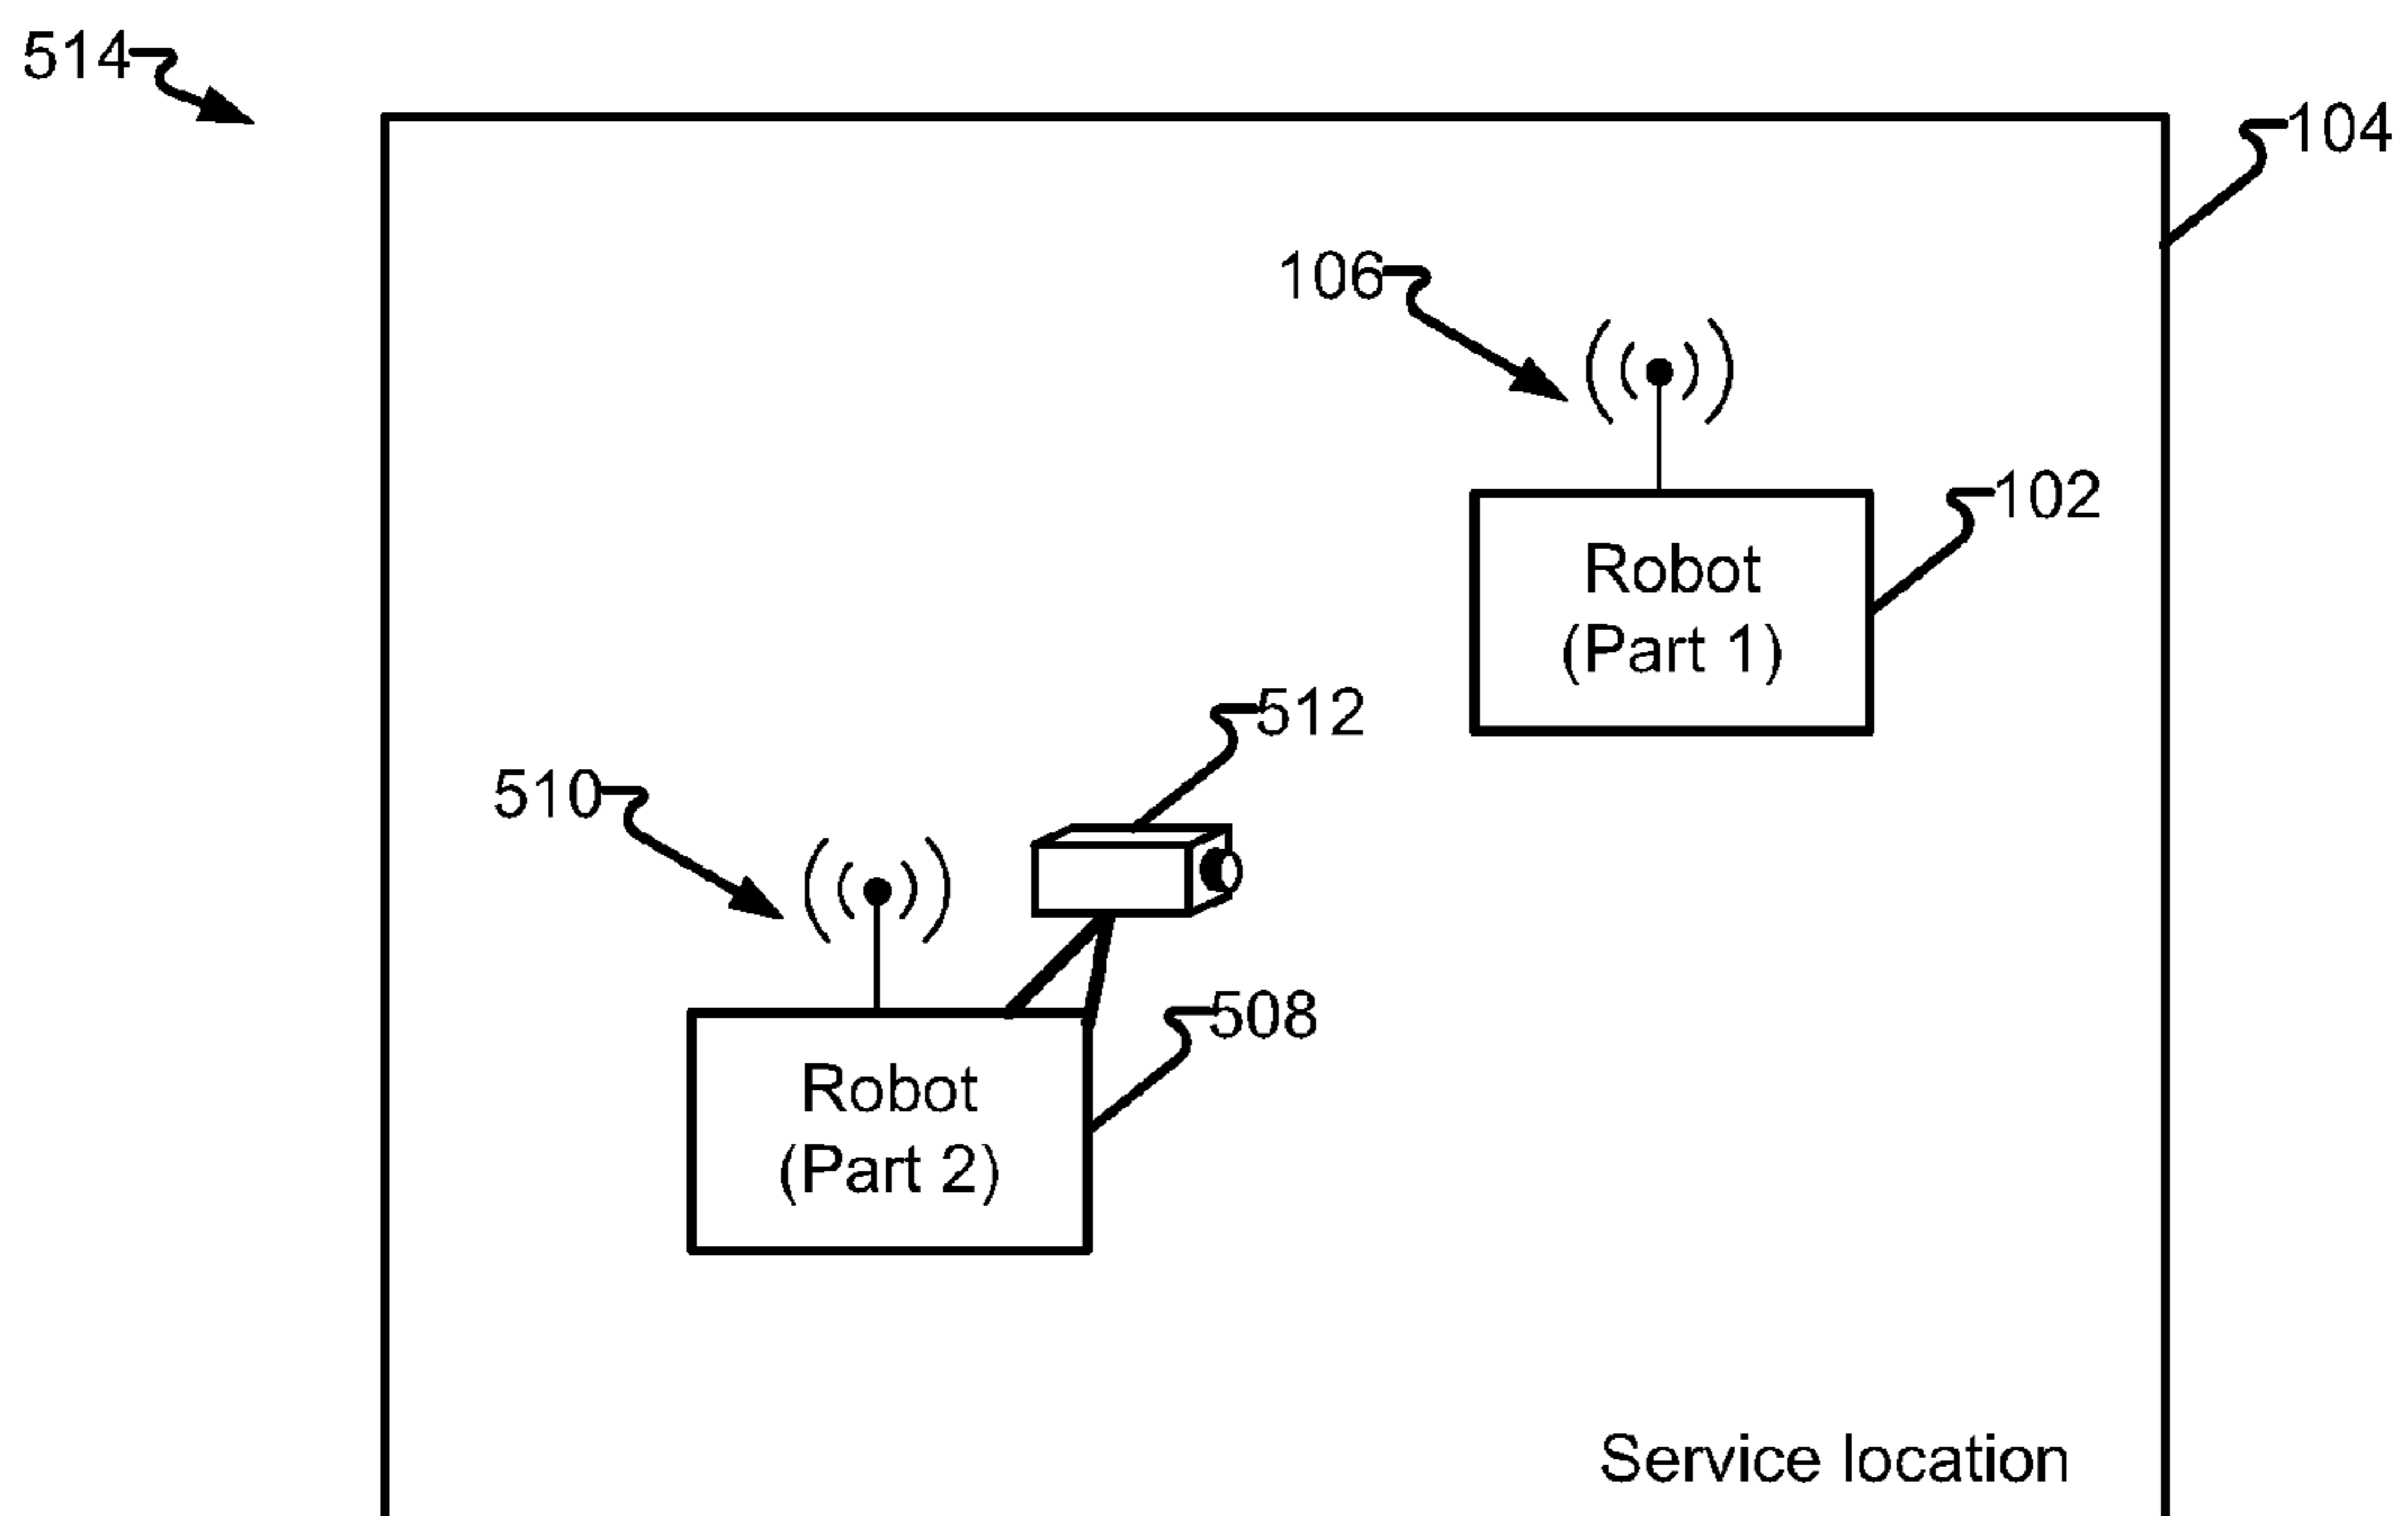 514
104
106
102
Robot
(Part 1)
512
510
508
Robot
(Part 2)
Service location